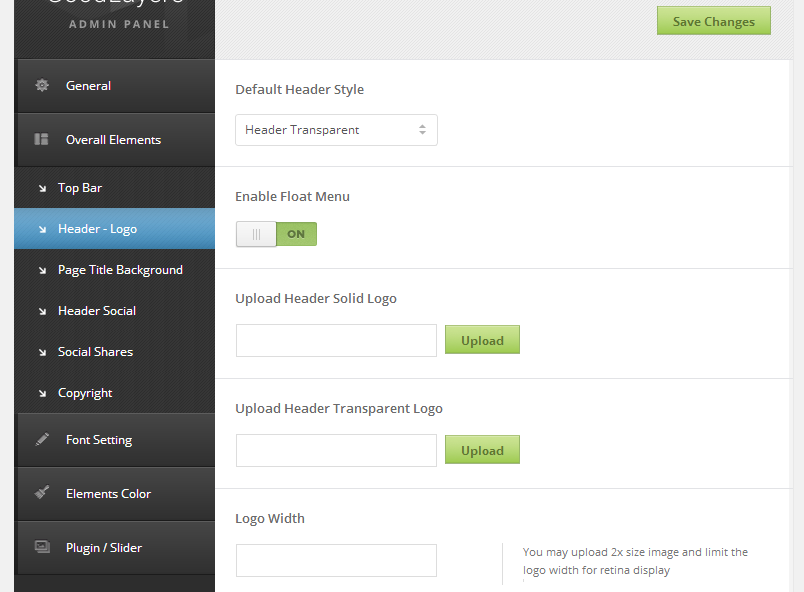 GoodLayers
ADMIN PANEL
Save Changes
General
Overall Elements
Top Bar
Header - Logo
Page Title Background
Header Social
Social Shares
Copyright
Font Setting
Elements Color
Plugin / Slider
Default Header Style
Header Transparent
Enable Float Menu
ON
Upload Header Solid Logo
Upload
Upload Header Transparent Logo
Upload
Logo Width
You may upload 2x size image and limit the
logo width for retina display